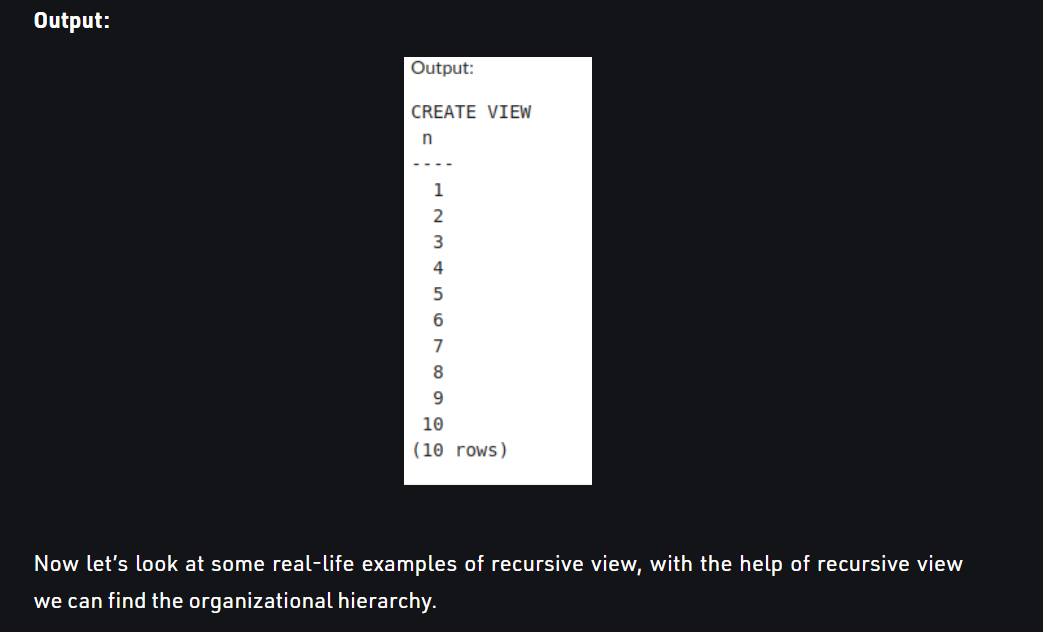 Output:
Output:
CREATE VIEW
n
----
1
2
3
4
5
6
7
8
9
10
(10 rows)
Now let’s look at some real-life examples of recursive view, with the help of recursive view
we can find the organizational hierarchy.